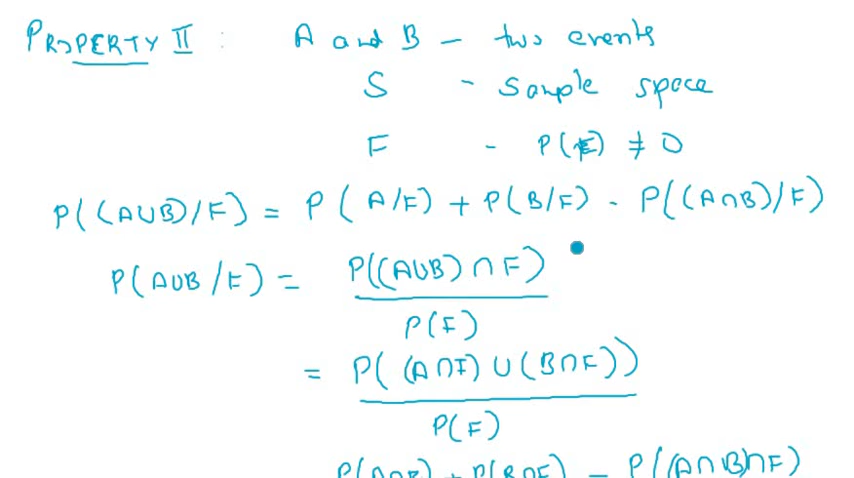 PROPERTY II : A and B - two events
S - Sample space
F - P(F) ≠ 0
P((A∪B)/F) = P(A/F) + P(B/F) - P((A∩B)/F)
P(A∪B/F) = P((A∪B)∩F)
P(F)
= P((A∩F)∪(B∩F))
P(F)
P(A∩F) + P(B∩F) - P((A∩B)∩F)